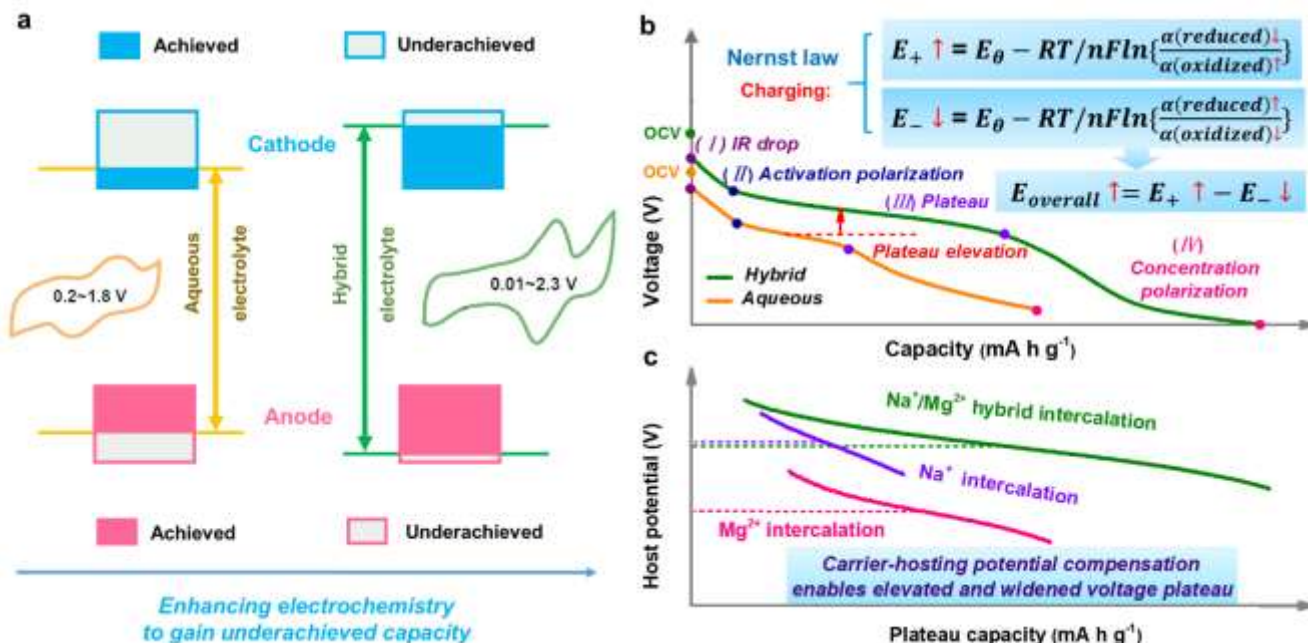 a
Achieved
Underachieved
Cathode
Aqueous
electrolyte
Hybrid
electrolyte
0.2~1.8 V
0.01~2.3 V
Anode
Achieved
Underachieved
Enhancing electrochemistry
to gain underachieved capacity
b
Nernst law
Charging:
E₊ ↑ = E_θ − RT/nFln{α(reduced)↓/α(oxidized)↑}
E₋ ↓ = E_θ − RT/nFln{α(reduced)↑/α(oxidized)↓}
E_overall ↑= E₊ ↑ − E₋ ↓
OCV
OCV
(I) IR drop
(II) Activation polarization
(III) Plateau
Plateau elevation
(IV)
Concentration
polarization
Hybrid
Aqueous
Voltage (V)
Capacity (mA h g⁻¹)
c
Na⁺/Mg²⁺ hybrid intercalation
Na⁺ intercalation
Mg²⁺ intercalation
Carrier-hosting potential compensation
enables elevated and widened voltage plateau
Host potential (V)
Plateau capacity (mA h g⁻¹)